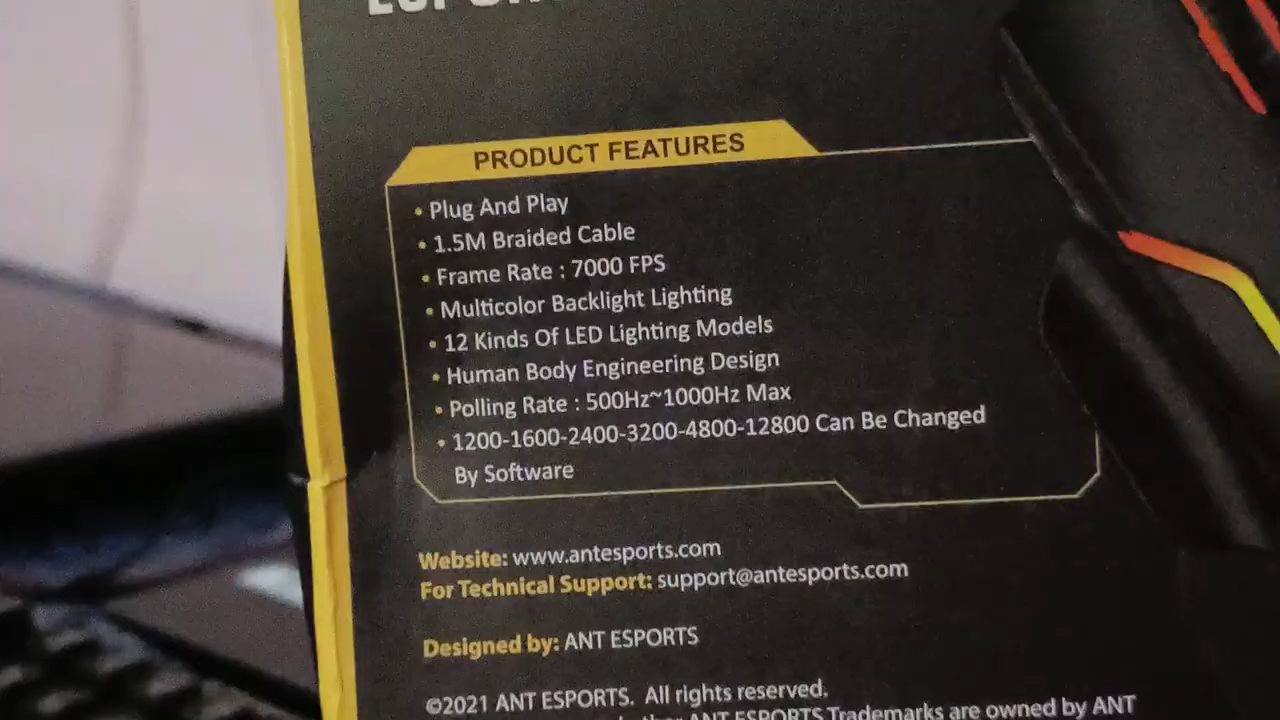 PRODUCT FEATURES
• Plug And Play
• 1.5M Braided Cable
• Frame Rate : 7000 FPS
• Multicolor Backlight Lighting
• 12 Kinds Of LED Lighting Models
• Human Body Engineering Design
• Polling Rate : 500Hz~1000Hz Max
• 1200-1600-2400-3200-4800-12800 Can Be Changed
By Software
Website: www.antesports.com
For Technical Support: support@antesports.com
Designed by: ANT ESPORTS
©2021 ANT ESPORTS. All rights reserved.
ANT ESPORTS Trademarks are owned by ANT